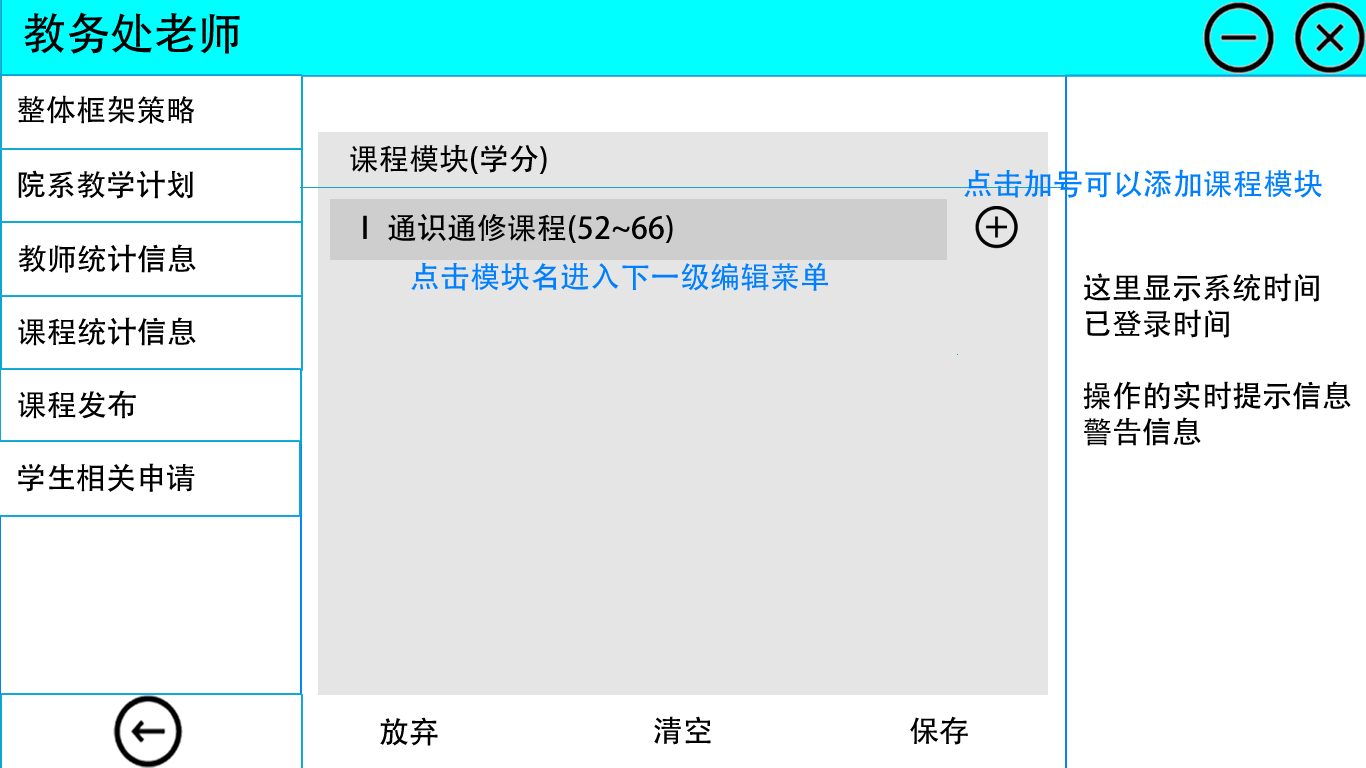 教务处老师
整体框架策略
院系教学计划
教师统计信息
课程统计信息
课程发布
学生相关申请
课程模块(学分)
点击加号可以添加课程模块
I 通识通修课程(52~66)
点击模块名进入下一级编辑菜单
这里显示系统时间
已登录时间
操作的实时提示信息
警告信息
放弃 清空 保存